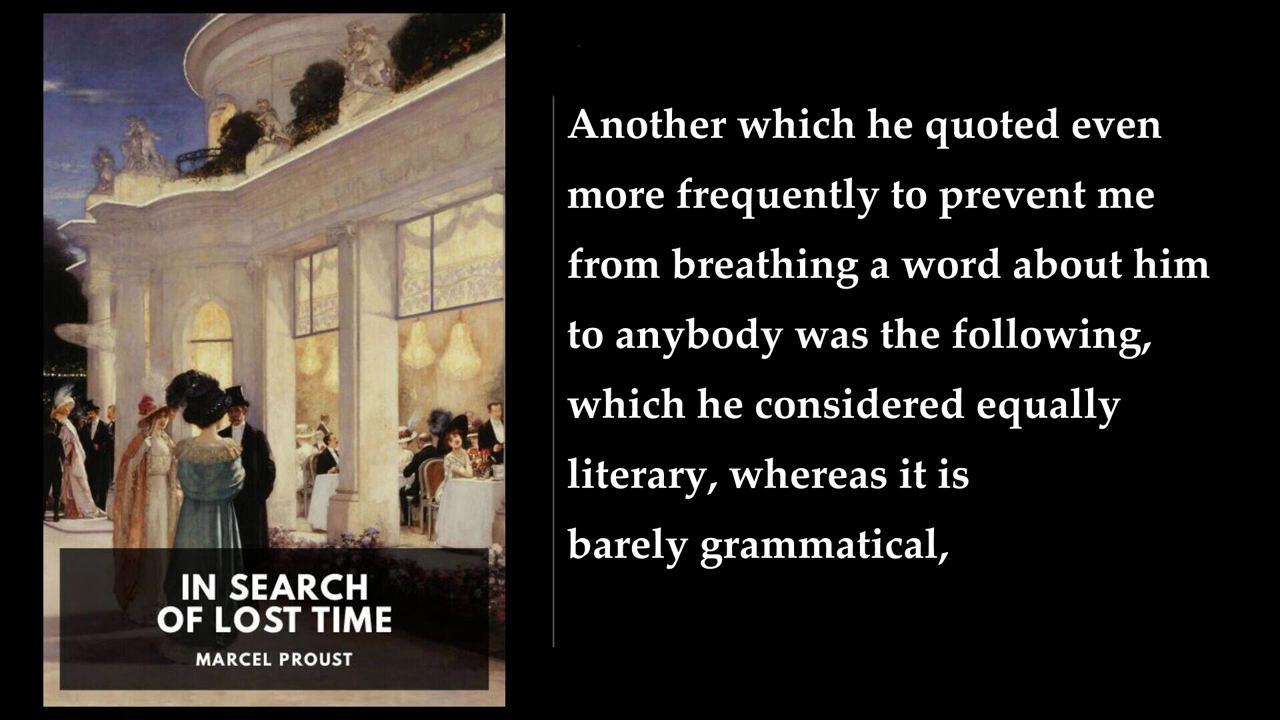 IN SEARCH
OF LOST TIME
MARCEL PROUST
Another which he quoted even
more frequently to prevent me
from breathing a word about him
to anybody was the following,
which he considered equally
literary, whereas it is
barely grammatical,